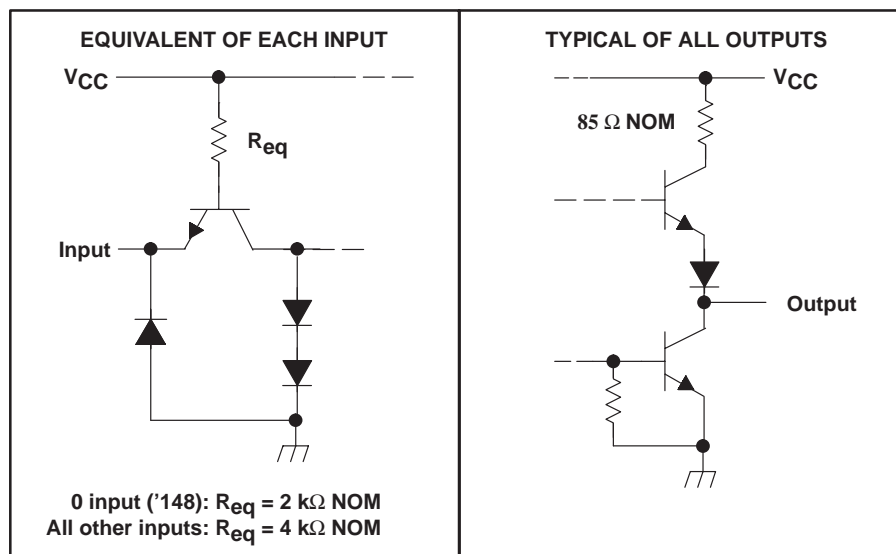 EQUIVALENT OF EACH INPUT
VCC
Req
Input
0 input ('148): Req = 2 kΩ NOM
All other inputs: Req = 4 kΩ NOM
TYPICAL OF ALL OUTPUTS
VCC
85 Ω NOM
Output